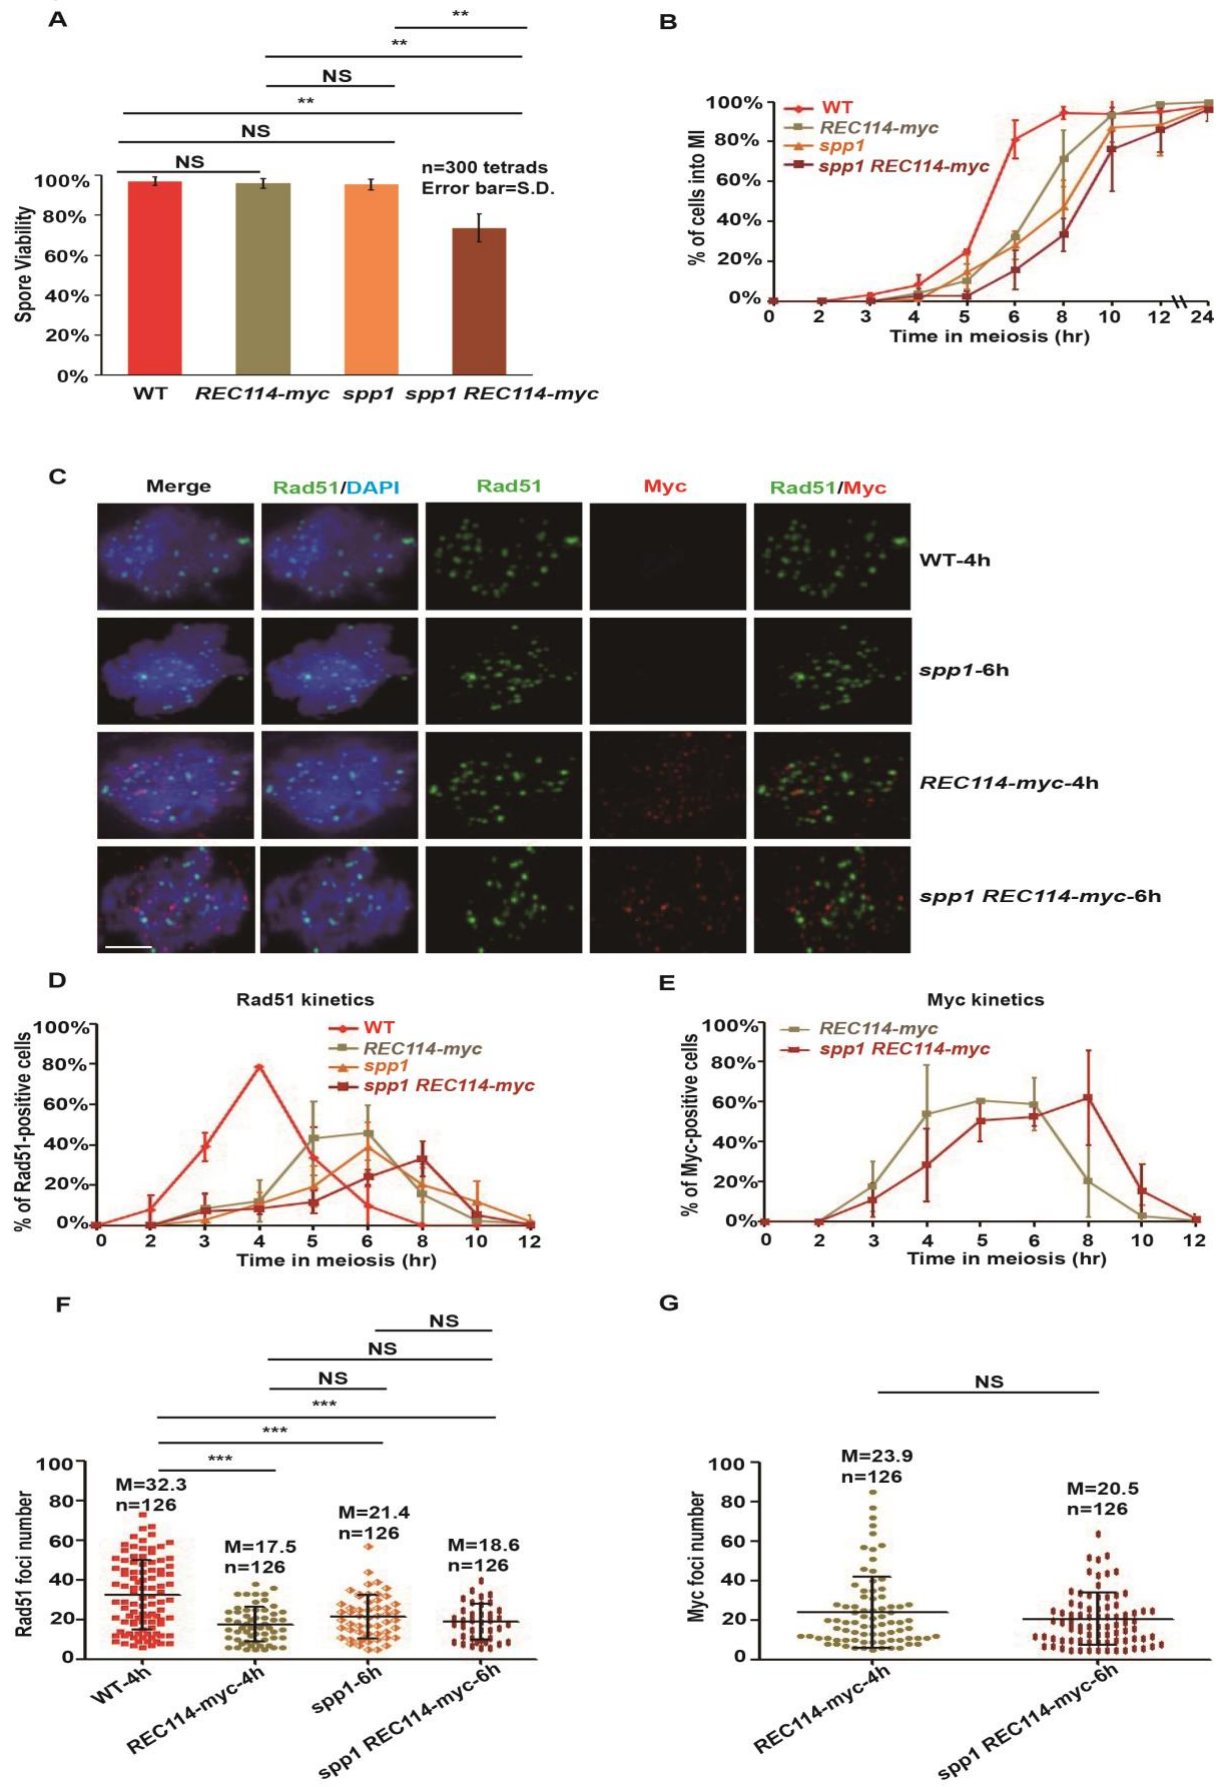 A
**
**
NS
**
NS
NS
n=300 tetrads
Error bar=S.D.
Spore Viability
100%
80%
60%
40%
20%
0%
WT REC114-myc spp1 spp1 REC114-myc
B
% of cells into MI
100%
80%
60%
40%
20%
0%
WT
REC114-myc
spp1
spp1 REC114-myc
0 2 3 4 5 6 8 10 12 24
Time in meiosis (hr)
C
Merge Rad51/DAPI Rad51 Myc Rad51/Myc
WT-4h
spp1-6h
REC114-myc-4h
spp1 REC114-myc-6h
D
Rad51 kinetics
% of Rad51-positive cells
100%
80%
60%
40%
20%
0%
WT
REC114-myc
spp1
spp1 REC114-myc
0 2 3 4 5 6 8 10 12
Time in meiosis (hr)
E
Myc kinetics
% of Myc-positive cells
100%
80%
60%
40%
20%
0%
REC114-myc
spp1 REC114-myc
0 2 3 4 5 6 8 10 12
Time in meiosis (hr)
F
NS
NS
NS
***
***
***
Rad51 foci number
100
80
60
40
20
0
M=32.3
n=126
M=17.5
n=126
M=21.4
n=126
M=18.6
n=126
WT-4h
REC114-myc-4h
spp1-6h
spp1 REC114-myc-6h
G
NS
Myc foci number
100
80
60
40
20
0
M=23.9
n=126
M=20.5
n=126
REC114-myc-4h
spp1 REC114-myc-6h